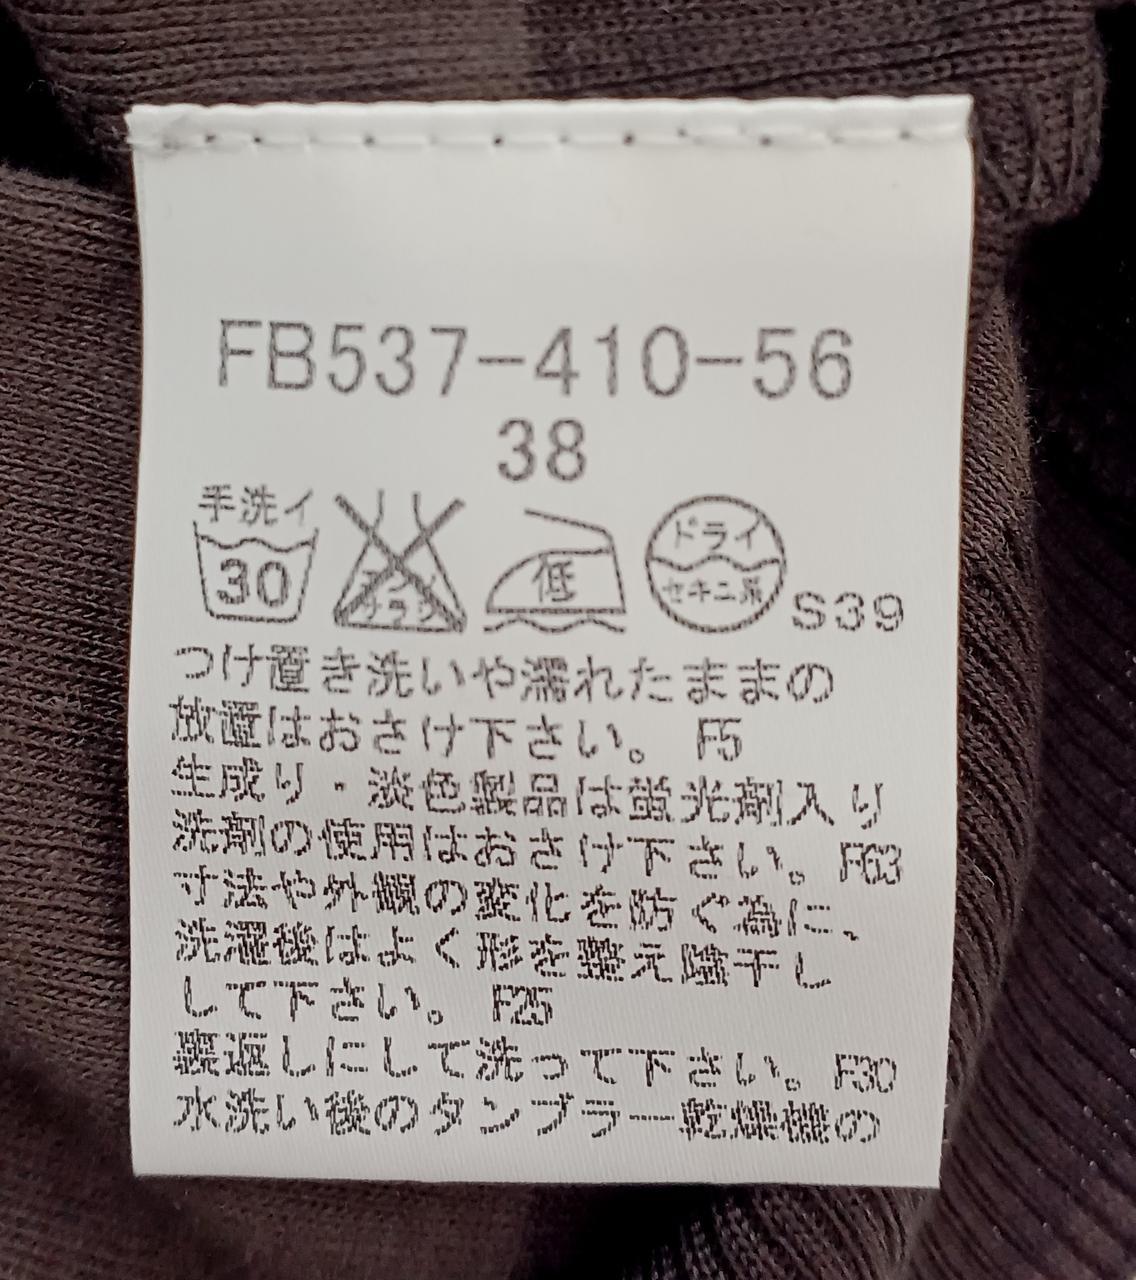 FB537-410-56
38
手洗イ
30
エンソサラシ
低
ドライ
セキユ系
S39
つけ置き洗いや濡れたままの
放置はおさけ下さい。 F5
生成り・淡色製品は蛍光剤入り
洗剤の使用はおさけ下さい。 F63
寸法や外観の変化を防ぐ為に、
洗濯後はよく形を整え陰干し
して下さい。 F25
裏返しにして洗って下さい。 F30
水洗い後のタンブラー乾燥機の